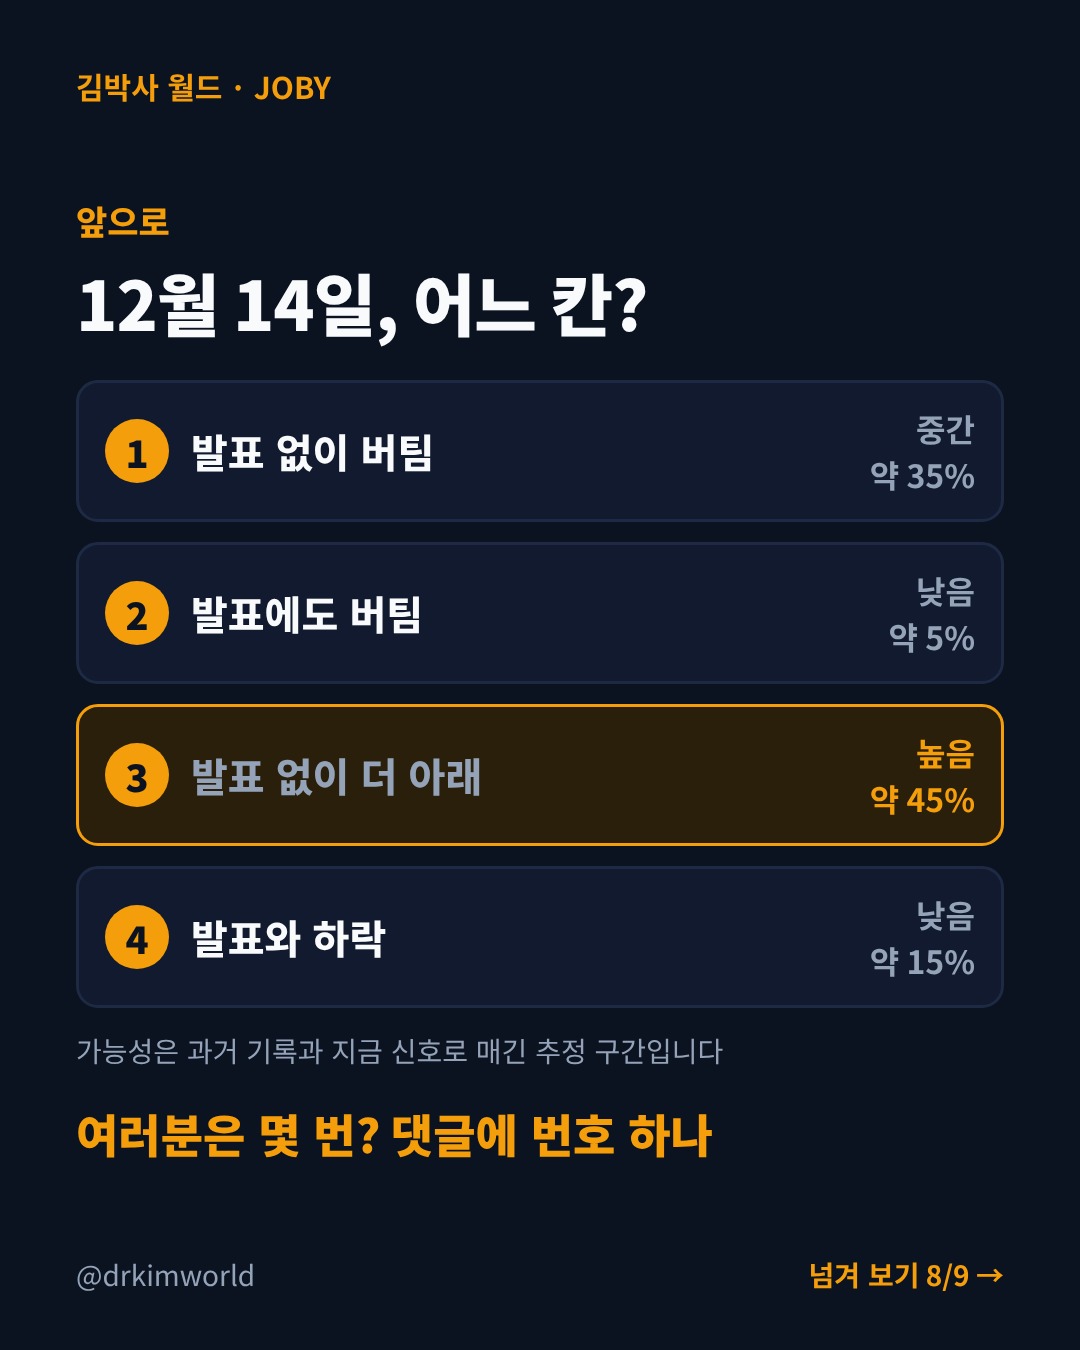 김박사 월드 · JOBY
앞으로
12월 14일, 어느 칸?
1 발표 없이 버팀
중간
약 35%
2 발표에도 버팀
낮음
약 5%
3 발표 없이 더 아래
높음
약 45%
4 발표와 하락
낮음
약 15%
가능성은 과거 기록과 지금 신호로 매긴 추정 구간입니다
여러분은 몇 번? 댓글에 번호 하나
@drkimworld
넘겨 보기 8/9 →